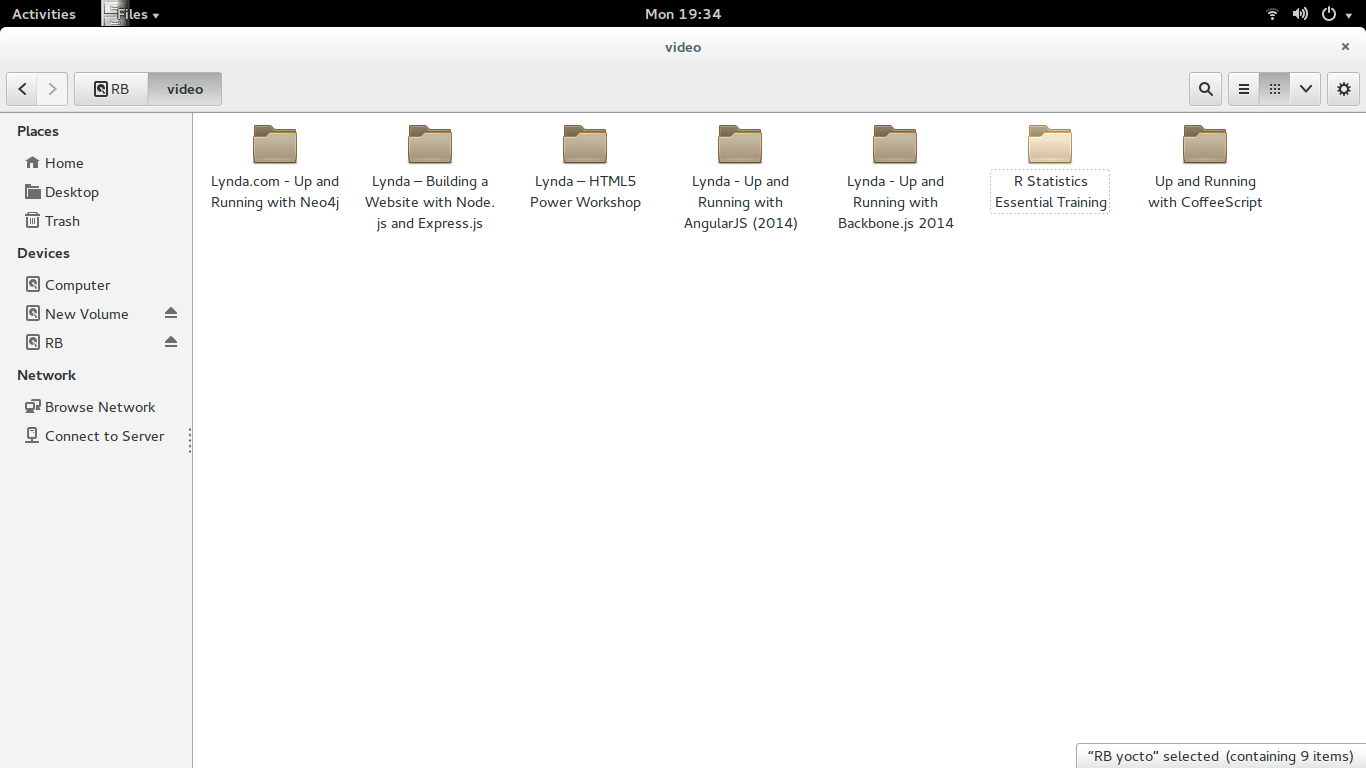 Activities Files Mon 19:34
video
RB video
Places
Home
Desktop
Trash
Devices
Computer
New Volume
RB
Network
Browse Network
Connect to Server
Lynda.com - Up and
Running with Neo4j
Lynda – Building a
Website with Node.
js and Express.js
Lynda – HTML5
Power Workshop
Lynda - Up and
Running with
AngularJS (2014)
Lynda - Up and
Running with
Backbone.js 2014
R Statistics
Essential Training
Up and Running
with CoffeeScript
“RB yocto“ selected (containing 9 items)